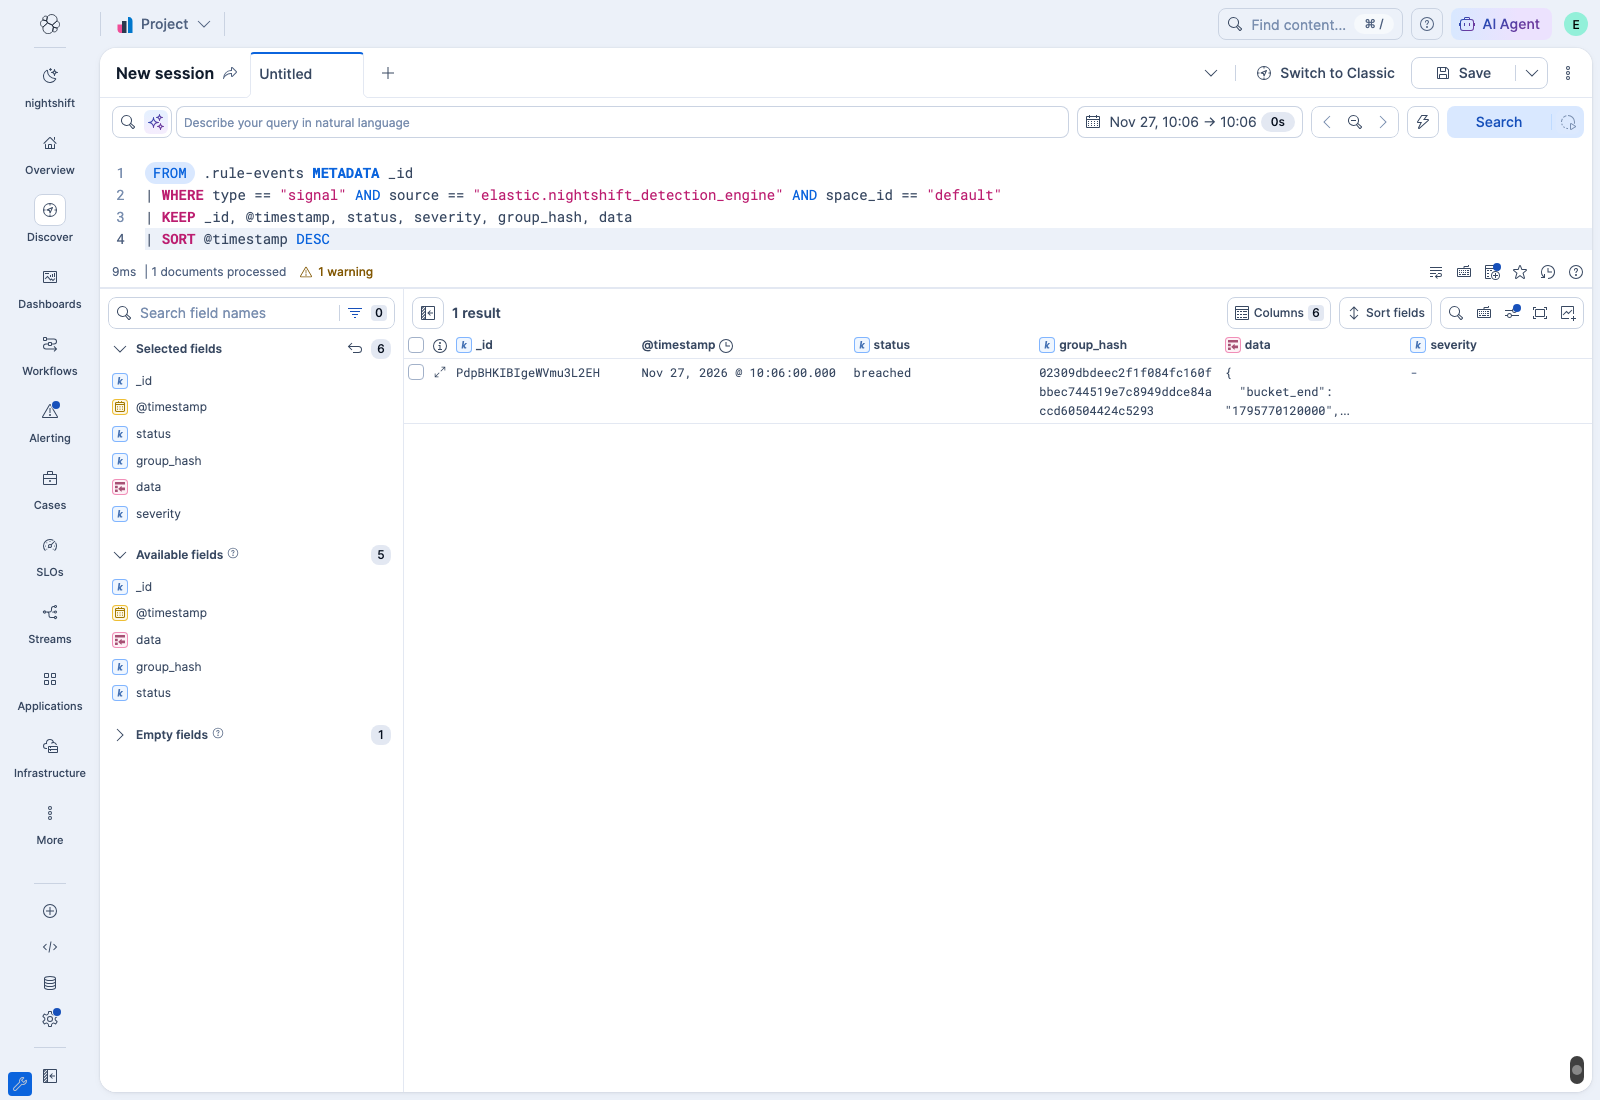 Project
Find content...
⌘ /
AI Agent
E
nightshift
Overview
Discover
Dashboards
Workflows
Alerting
Cases
SLOs
Streams
Applications
Infrastructure
More
New session
Untitled
Switch to Classic
Save
Describe your query in natural language
Nov 27, 10:06 → 10:06 0s
Search
1 FROM .rule-events METADATA _id
2 | WHERE type == "signal" AND source == "elastic.nightshift_detection_engine" AND space_id == "default"
3 | KEEP _id, @timestamp, status, severity, group_hash, data
4 | SORT @timestamp DESC
9ms | 1 documents processed 1 warning
Search field names 0
Selected fields 6
k _id
@timestamp
k status
k group_hash
data
k severity
Available fields 5
k _id
@timestamp
data
k group_hash
k status
Empty fields 1
1 result
Columns 6
Sort fields
k _id @timestamp k status k group_hash data k severity
PdpBHKIBIgeWVmu3L2EH Nov 27, 2026 @ 10:06:00.000 breached 02309dbdeec2f1f084fc160f { -
bbec744519e7c8949ddce84a "bucket_end":
ccd60504424c5293 "1795770120000",…